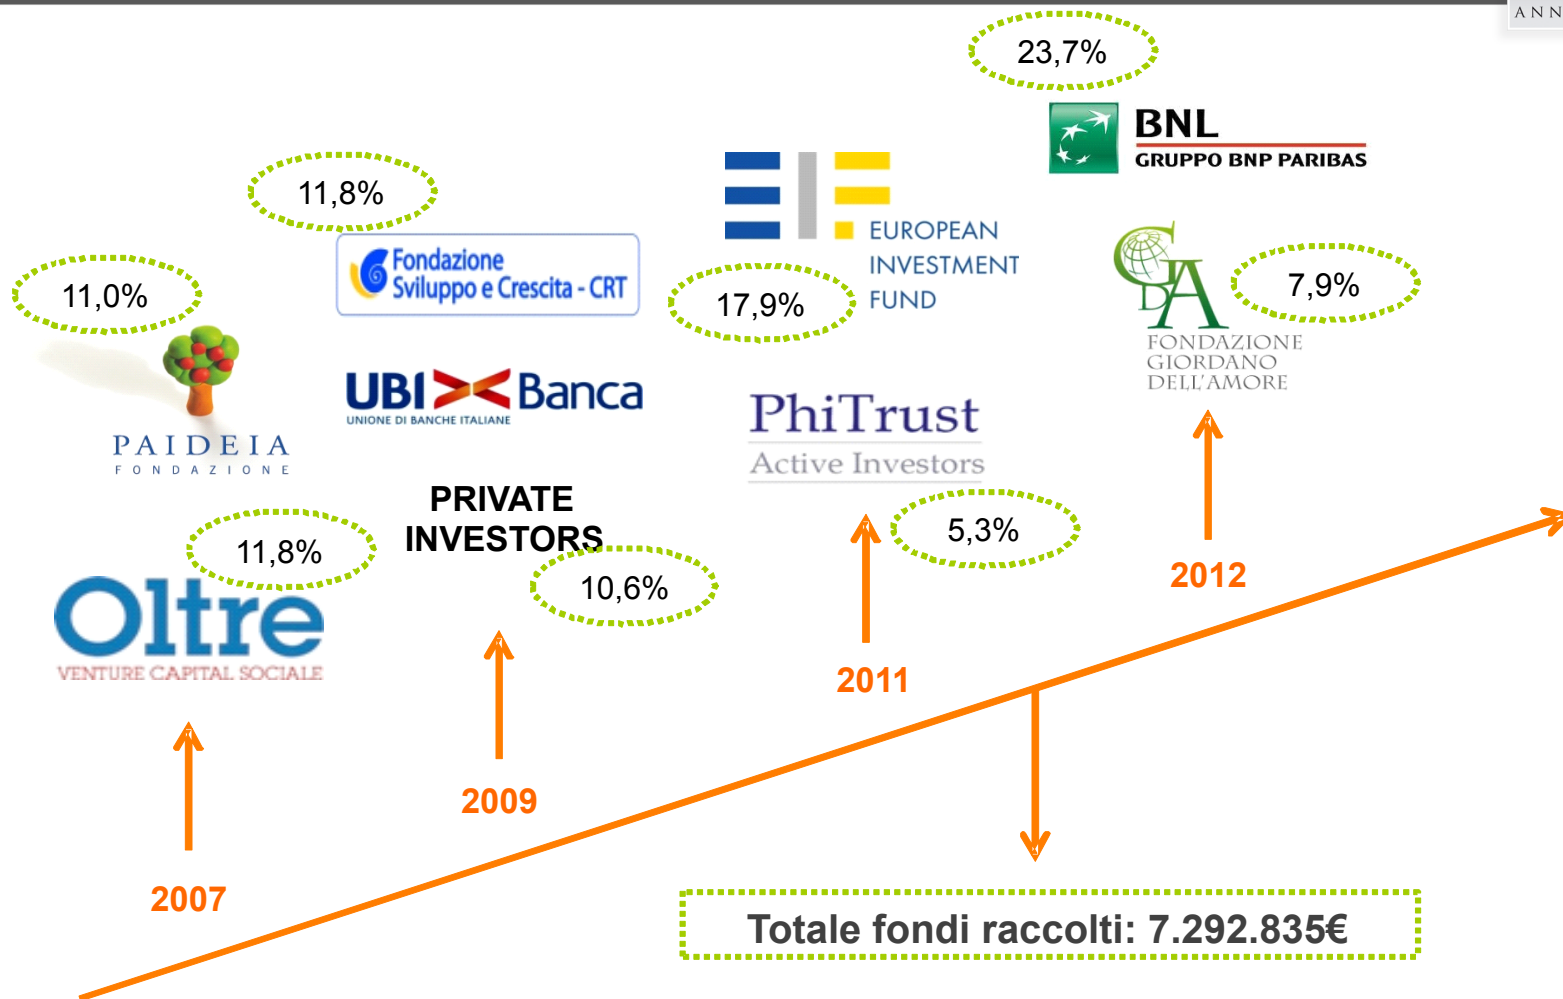 ANN
23,7%
BNL
GRUPPO BNP PARIBAS
11,8%
Fondazione
Sviluppo e Crescita - CRT
EIF
EUROPEAN
INVESTMENT
FUND
11,0%
17,9%
7,9%
GDA
FONDAZIONE
GIORDANO
DELL'AMORE
UBI Banca
UNIONE DI BANCHE ITALIANE
PAIDEIA
FONDAZIONE
PhiTrust
Active Investors
PRIVATE
INVESTORS
11,8%
10,6%
5,3%
Oltre
VENTURE CAPITAL SOCIALE
2012
2011
2009
2007
Totale fondi raccolti: 7.292.835€